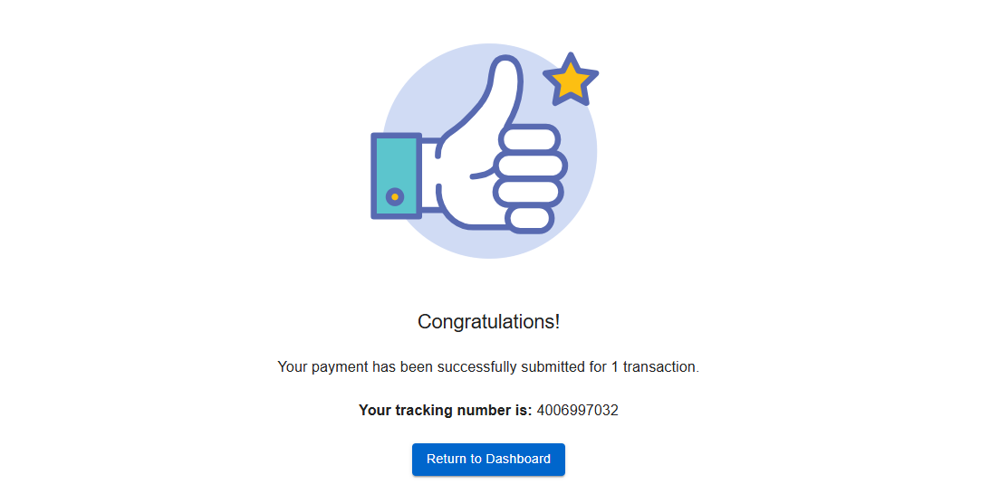 Congratulations!
Your payment has been successfully submitted for 1 transaction.
Your tracking number is: 4006997032
Return to Dashboard